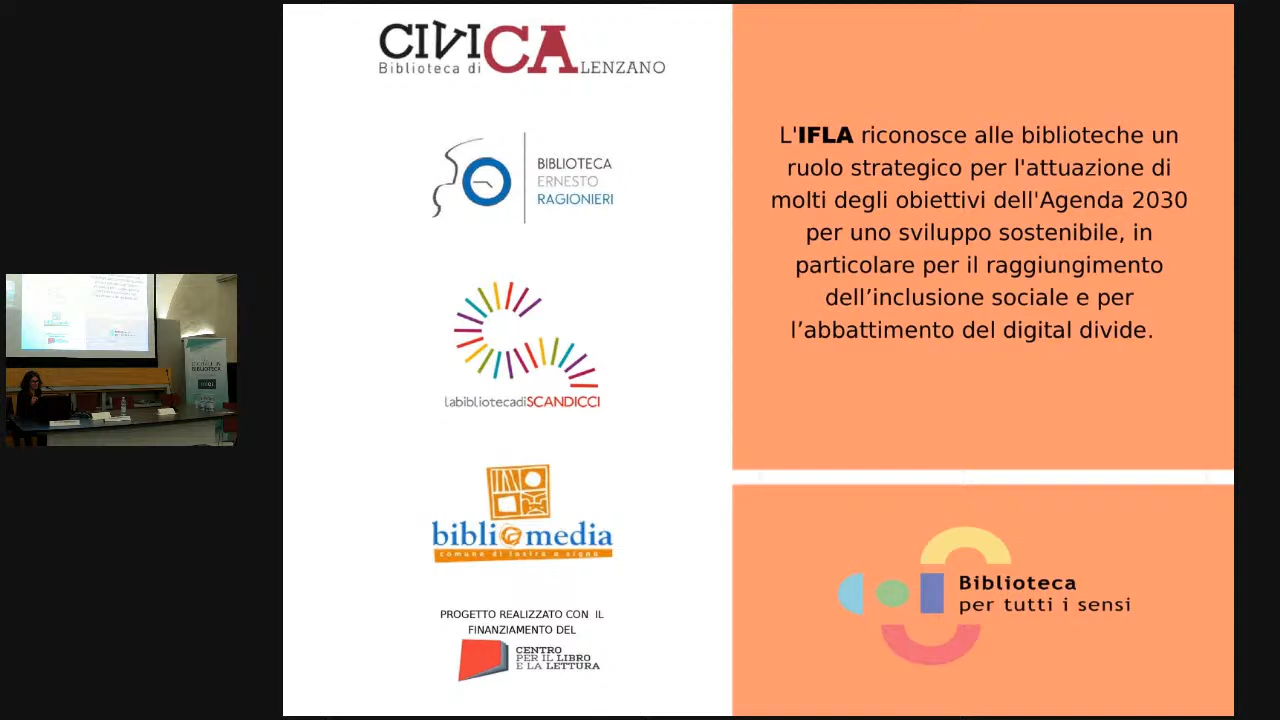 CIVICA
Biblioteca di
LENZANO
BIBLIOTECA
ERNESTO
RAGIONIERI
labibliotecadiSCANDICCI
bibli@media
comune di lastra a signa
PROGETTO REALIZZATO CON IL
FINANZIAMENTO DEL
CENTRO
PER IL LIBRO
E LA LETTURA
L'IFLA riconosce alle biblioteche un
ruolo strategico per l'attuazione di
molti degli obiettivi dell'Agenda 2030
per uno sviluppo sostenibile, in
particolare per il raggiungimento
dell’inclusione sociale e per
l’abbattimento del digital divide.
Biblioteca
per tutti i sensi
BIBLIOTECA